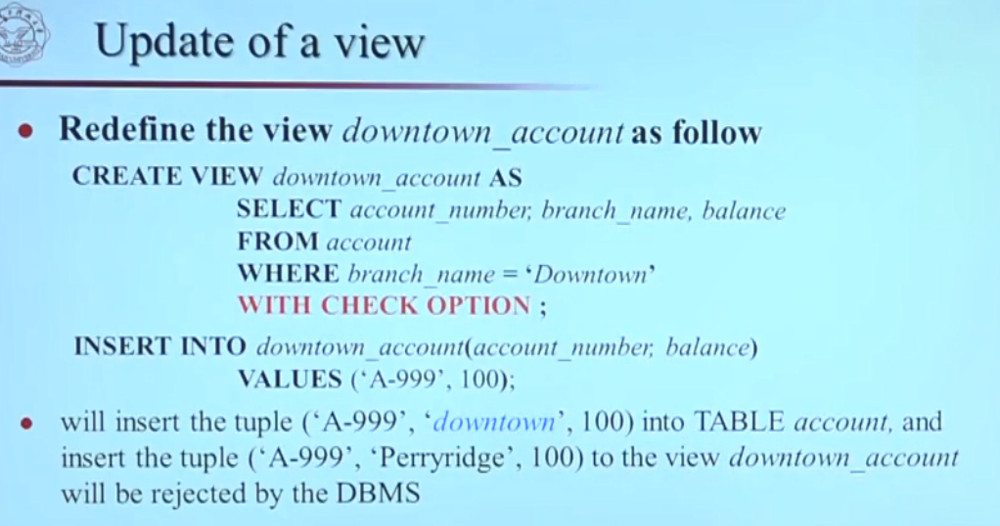 Update of a view
● Redefine the view downtown_account as follow
CREATE VIEW downtown_account AS
SELECT account_number, branch_name, balance
FROM account
WHERE branch_name = ‘Downtown’
WITH CHECK OPTION ;
INSERT INTO downtown_account(account_number, balance)
VALUES (‘A-999’, 100);
● will insert the tuple (‘A-999’, ‘downtown’, 100) into TABLE account, and
insert the tuple (‘A-999’, ‘Perryridge’, 100) to the view downtown_account
will be rejected by the DBMS